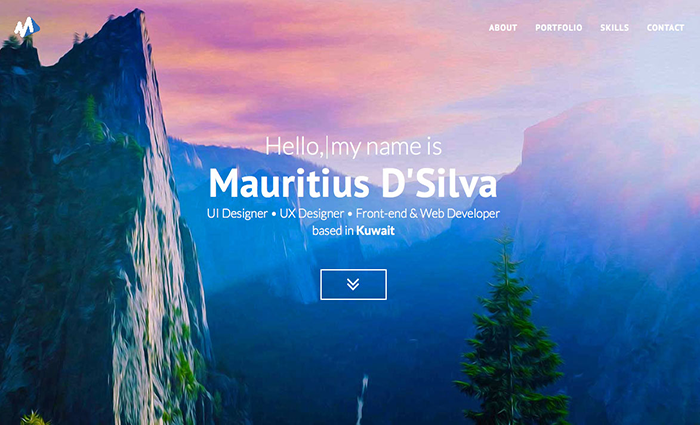 ABOUT PORTFOLIO SKILLS CONTACT
Hello,|my name is
Mauritius D'Silva
UI Designer • UX Designer • Front-end & Web Developer
based in Kuwait